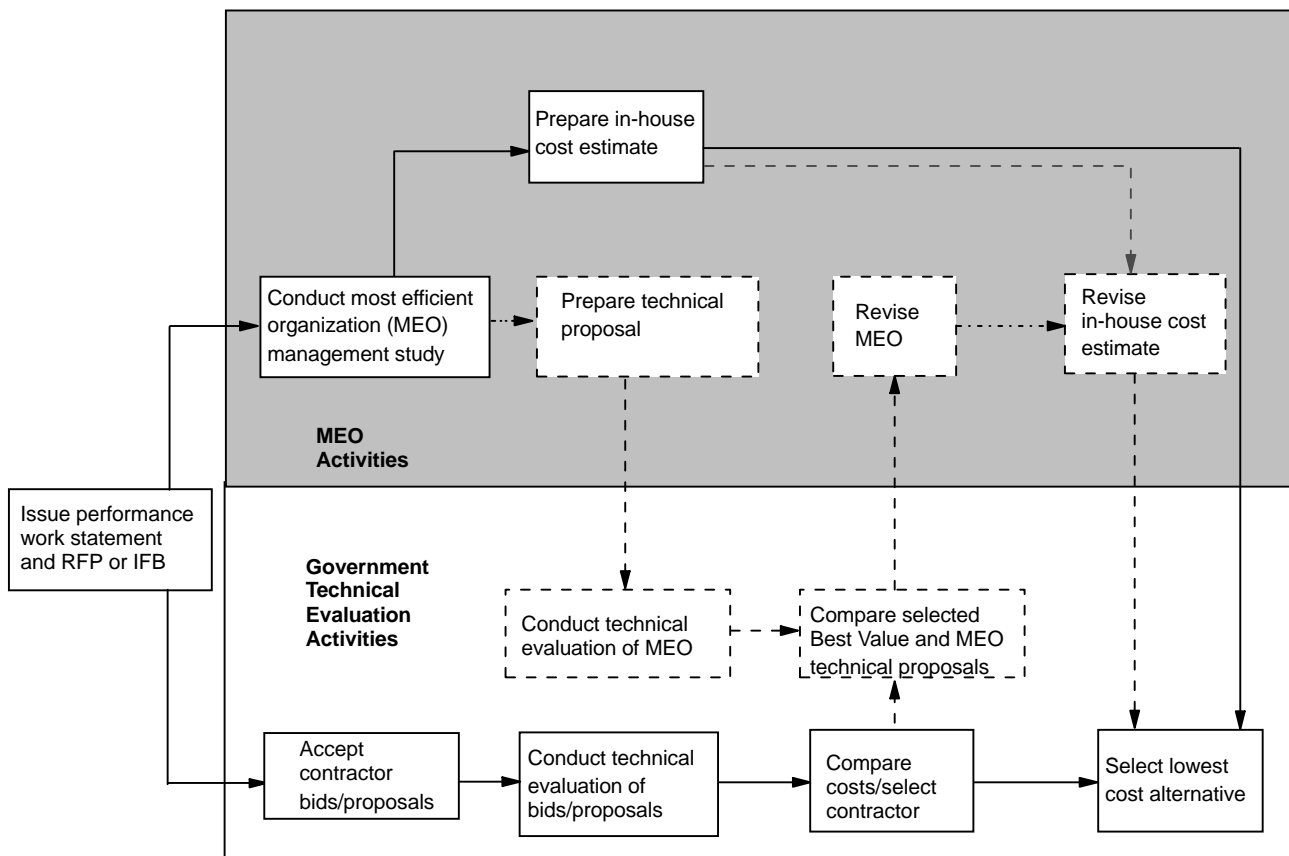 Prepare in-house
cost estimate
Conduct most efficient
organization (MEO)
management study
Prepare technical
proposal
Revise
MEO
Revise
in-house cost
estimate
MEO
Activities
Issue performance
work statement
and RFP or IFB
Government
Technical
Evaluation
Activities
Conduct technical
evaluation of MEO
Compare selected
Best Value and MEO
technical proposals
Accept
contractor
bids/proposals
Conduct technical
evaluation of
bids/proposals
Compare
costs/select
contractor
Select lowest
cost alternative